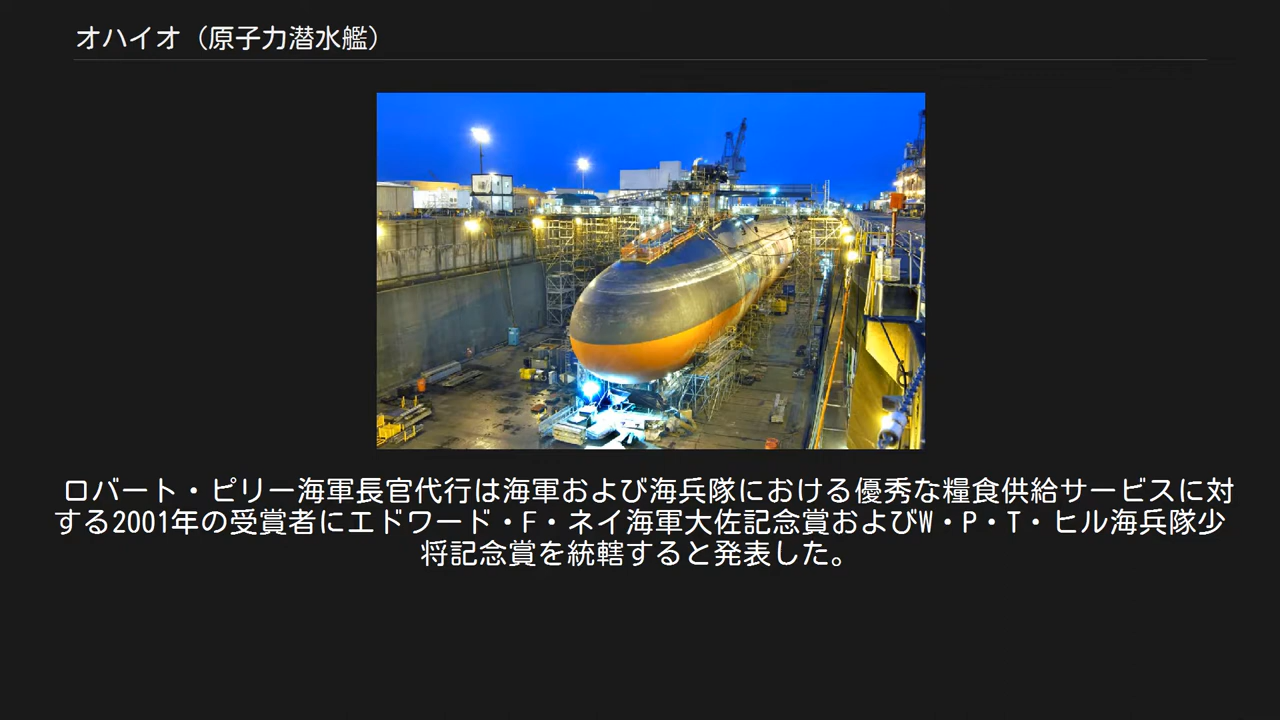 オハイオ（原子力潜水艦）
ロバート・ピリー海軍長官代行は海軍および海兵隊における優秀な糧食供給サービスに対
する2001年の受賞者にエドワード・F・ネイ海軍大佐記念賞およびW・P・T・ヒル海兵隊少
将記念賞を統轄すると発表した。